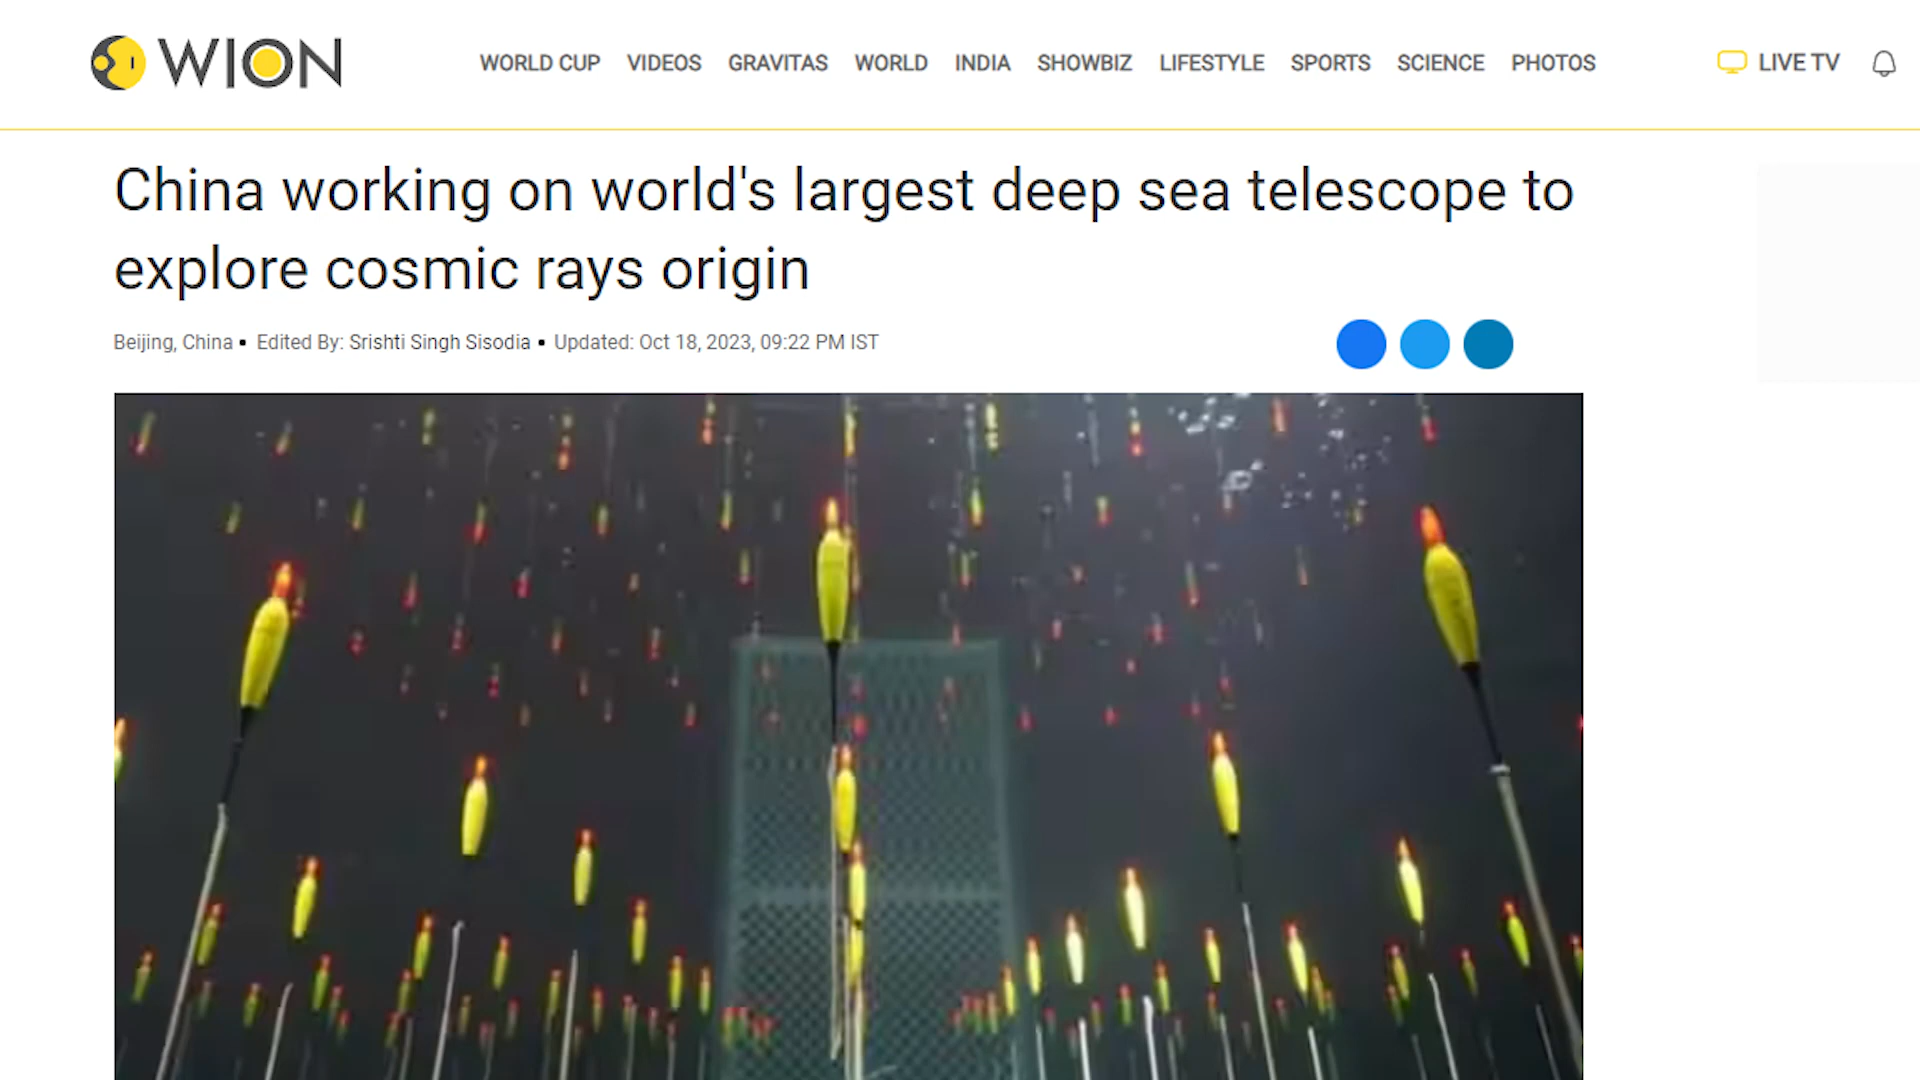 WION
WORLD CUP VIDEOS GRAVITAS WORLD INDIA SHOWBIZ LIFESTYLE SPORTS SCIENCE PHOTOS LIVE TV
China working on world's largest deep sea telescope to
explore cosmic rays origin
Beijing, China • Edited By: Srishti Singh Sisodia • Updated: Oct 18, 2023, 09:22 PM IST